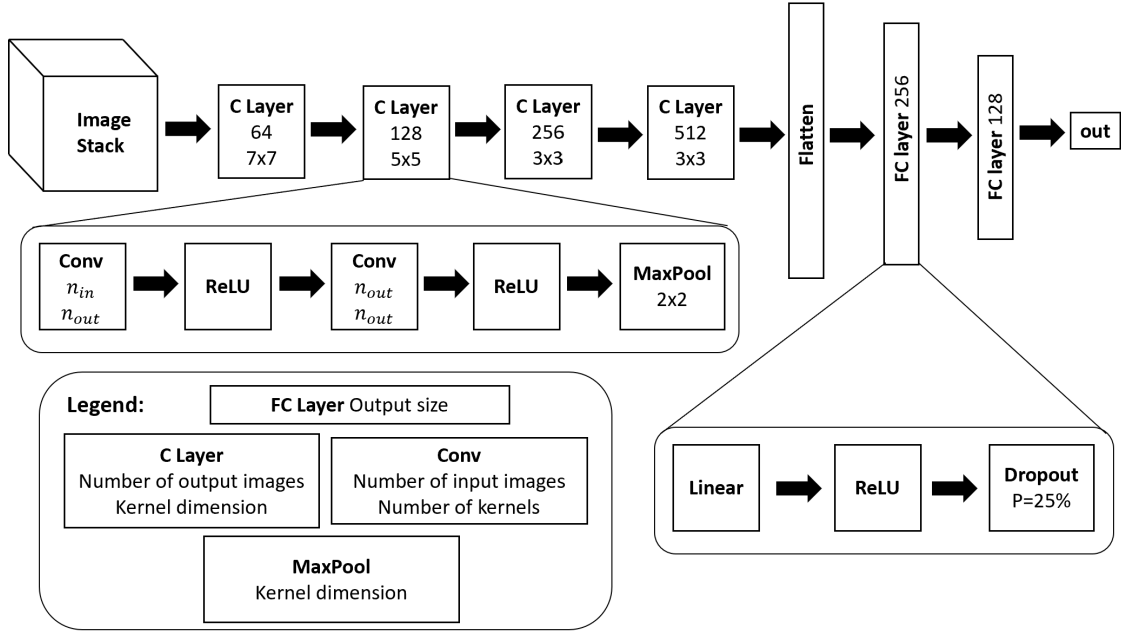 Image
Stack
C Layer
64
7x7
C Layer
128
5x5
C Layer
256
3x3
C Layer
512
3x3
Flatten
FC layer 256
FC layer 128
out
Conv
n_in
n_out
ReLU
Conv
n_out
n_out
ReLU
MaxPool
2x2
Legend:
FC Layer Output size
C Layer
Number of output images
Kernel dimension
Conv
Number of input images
Number of kernels
MaxPool
Kernel dimension
Linear
ReLU
Dropout
P=25%